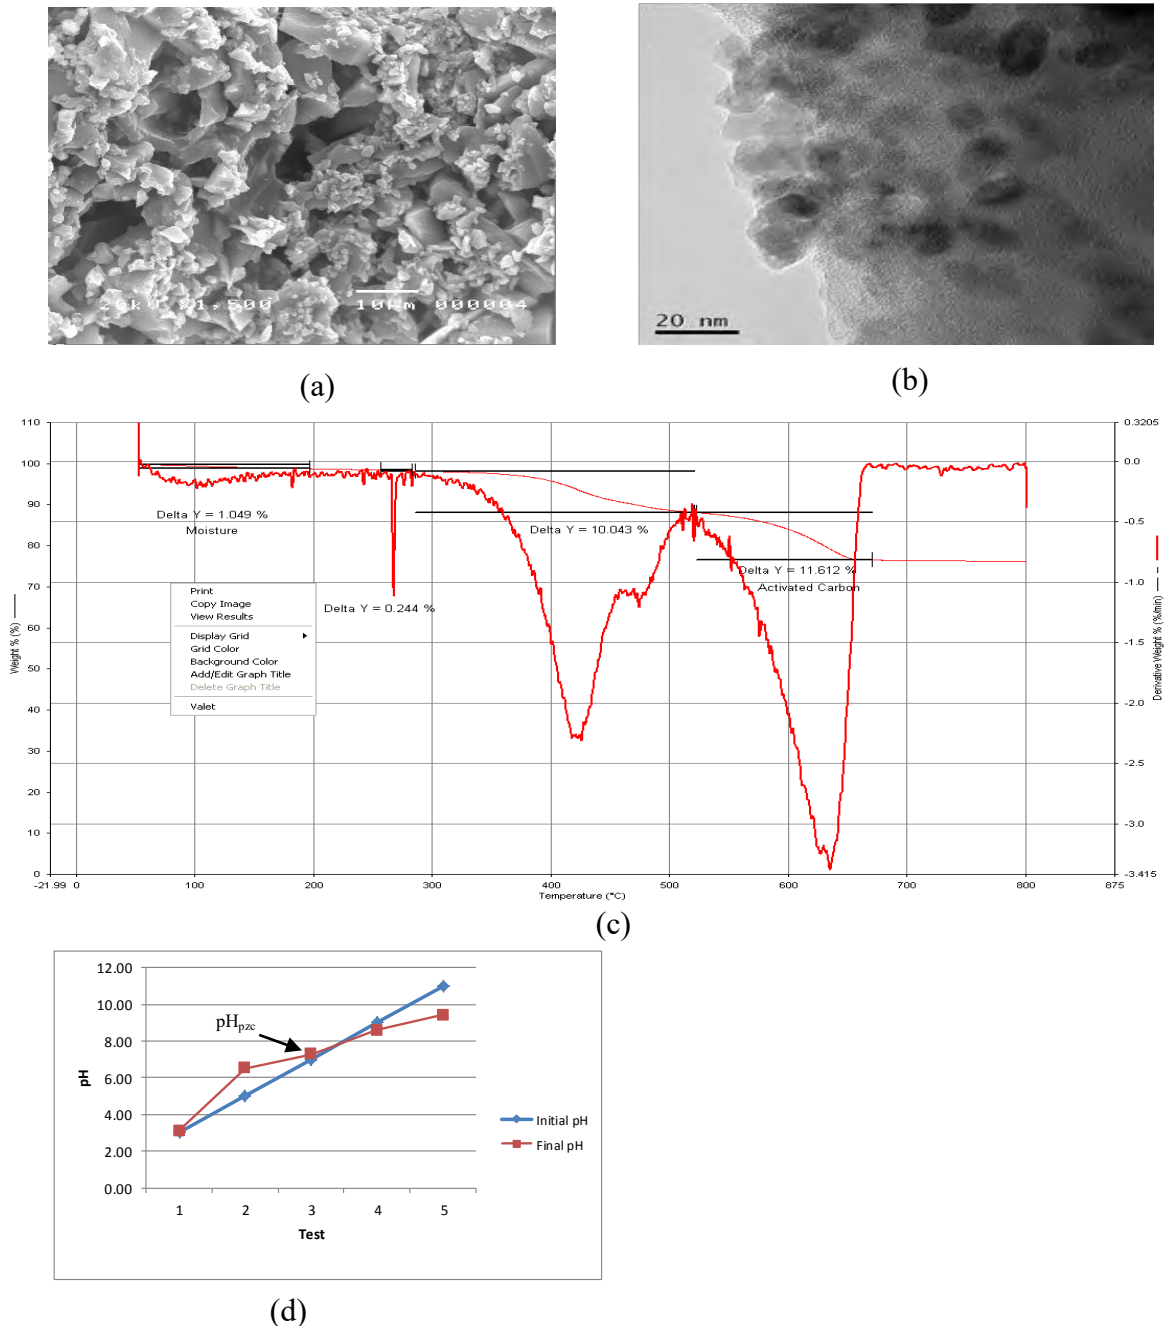 20kU X1,500 10µm 000004
20 nm
(a)
(b)
110
100
90
80
70
60
50
40
30
20
10
0
Weight % (%)
Delta Y = 1.049 %
Moisture
Delta Y = 0.244 %
Delta Y = 10.043 %
Delta Y = 11.612 %
Activated Carbon
Print
Copy Image
View Results
Display Grid
Grid Color
Background Color
Add/Edit Graph Title
Delete Graph Title
Valet
0.3205
0.0
-0.5
-1.0
-1.5
-2.0
-2.5
-3.0
-3.415
Derivative Weight % (%/min)
-21.99 0 100 200 300 400 500 600 700 800 875
Temperature (°C)
(c)
12.00
10.00
8.00
6.00
4.00
2.00
0.00
pH
pHpzc
1 2 3 4 5
Test
Initial pH
Final pH
(d)